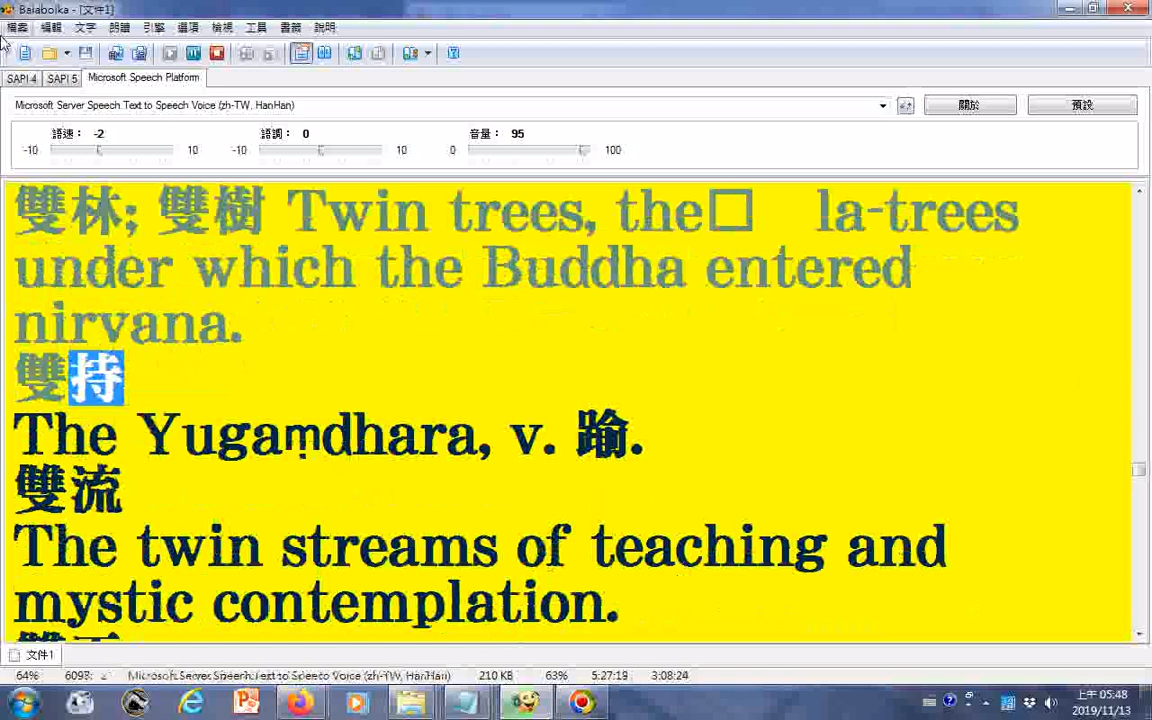 Balabolka - [文件1]
檔案 編輯 文字 朗讀 引擎 選項 檢視 工具 書籤 說明
SAPI 4 SAPI 5 Microsoft Speech Platform
Microsoft Server Speech Text to Speech Voice (zh-TW, HanHan)
關於 預設
語速： -2 語調： 0 音量： 95
-10 10 -10 10 0 100
雙林; 雙樹 Twin trees, the□ la-trees
under which the Buddha entered
nirvana.
雙持
The Yugaṃdhara, v. 踰.
雙流
The twin streams of teaching and
mystic contemplation.
文件1
64% Microsoft Server Speech Text to Speech Voice (zh-TW, HanHan) 210 KB 63% 5:27:19 3:08:24
上午 05:48
2019/11/13